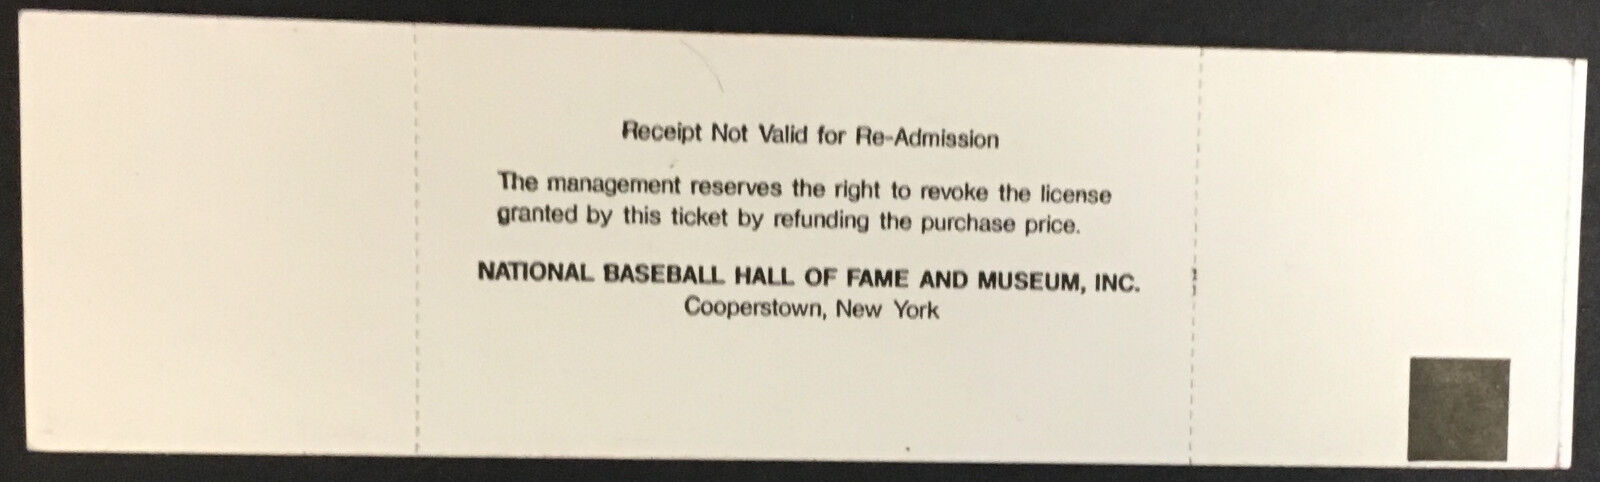 Receipt Not Valid for Re-Admission
The management reserves the right to revoke the license
granted by this ticket by refunding the purchase price.
NATIONAL BASEBALL HALL OF FAME AND MUSEUM, INC.
Cooperstown, New York